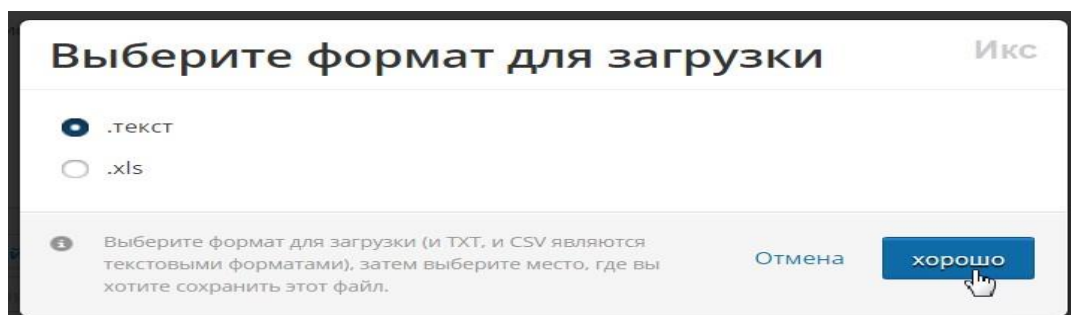 Выберите формат для загрузки
Икс
.текст
.xls
Выберите формат для загрузки (и TXT, и CSV являются
текстовыми форматами), затем выберите место, где вы
хотите сохранить этот файл.
Отмена
хорошо